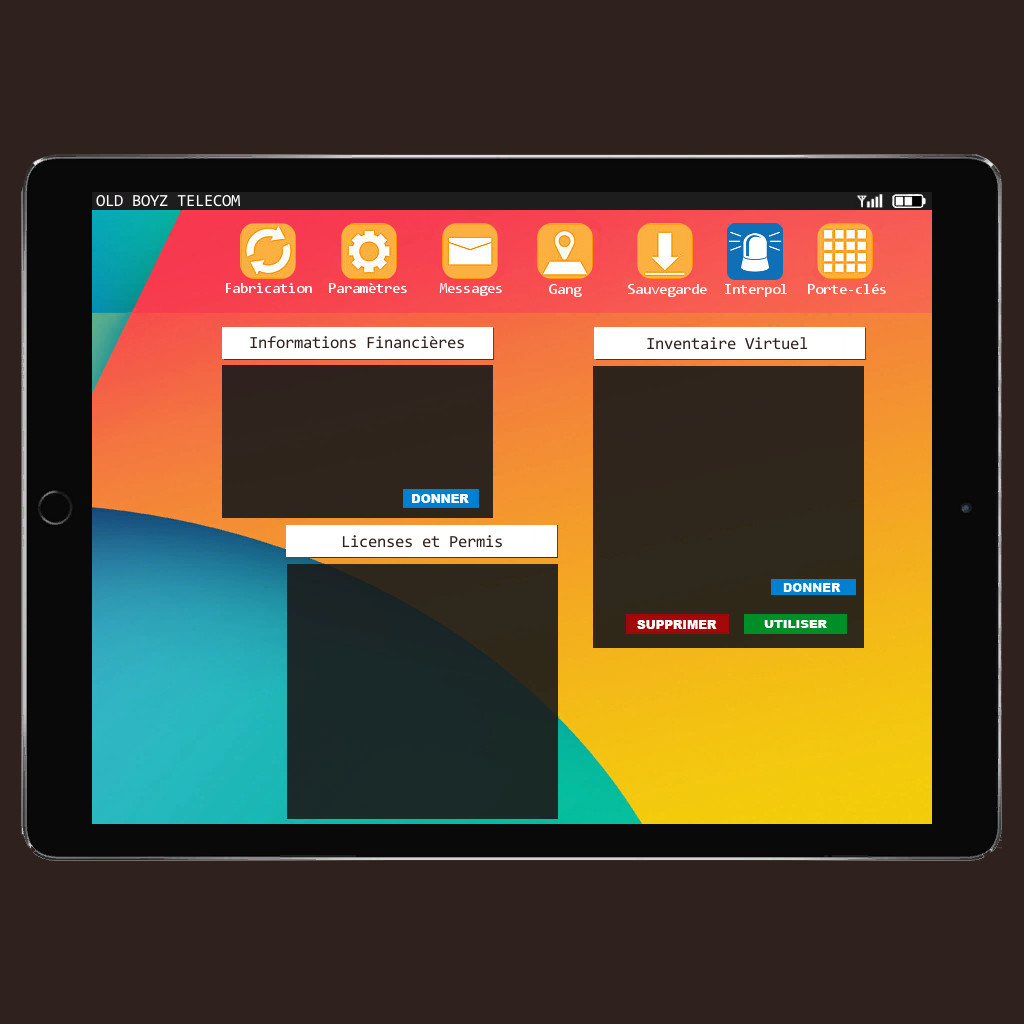 OLD BOYZ TELECOM
Fabrication
Paramètres
Messages
Gang
Sauvegarde
Interpol
Porte-clés
Informations Financières
Inventaire Virtuel
DONNER
Licenses et Permis
DONNER
SUPPRIMER
UTILISER